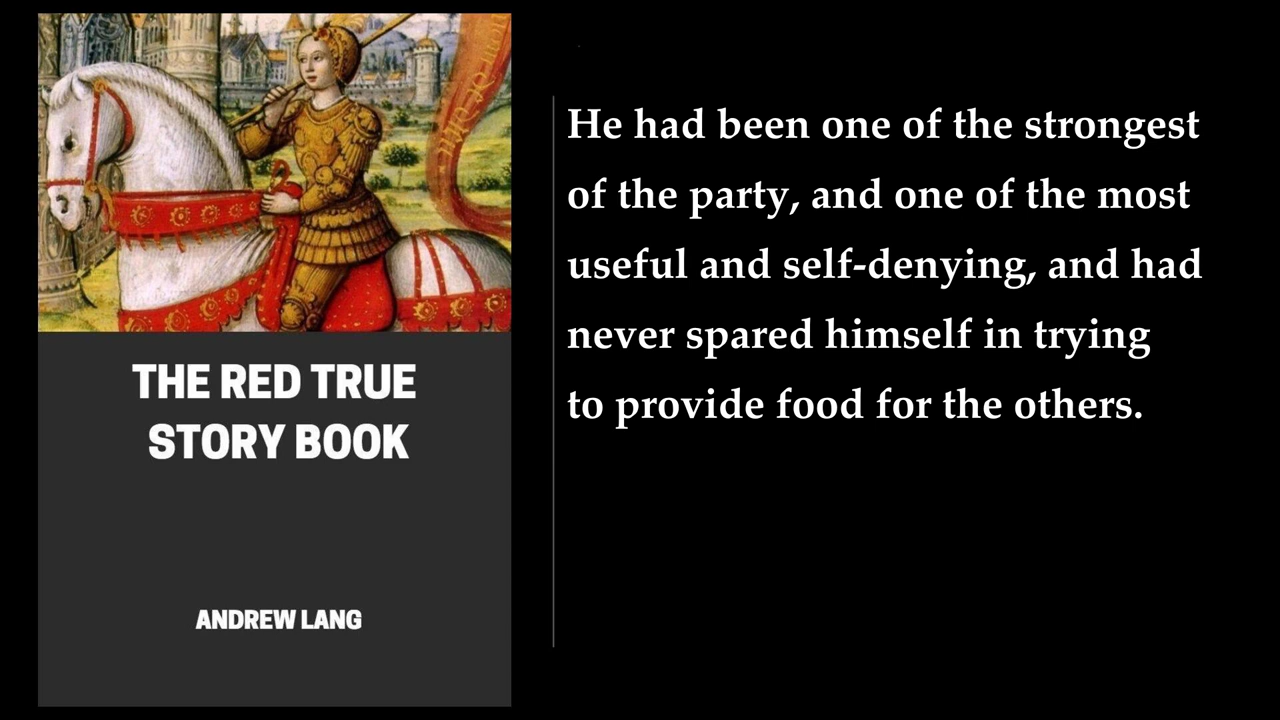 THE RED TRUE
STORY BOOK
ANDREW LANG
He had been one of the strongest
of the party, and one of the most
useful and self-denying, and had
never spared himself in trying
to provide food for the others.